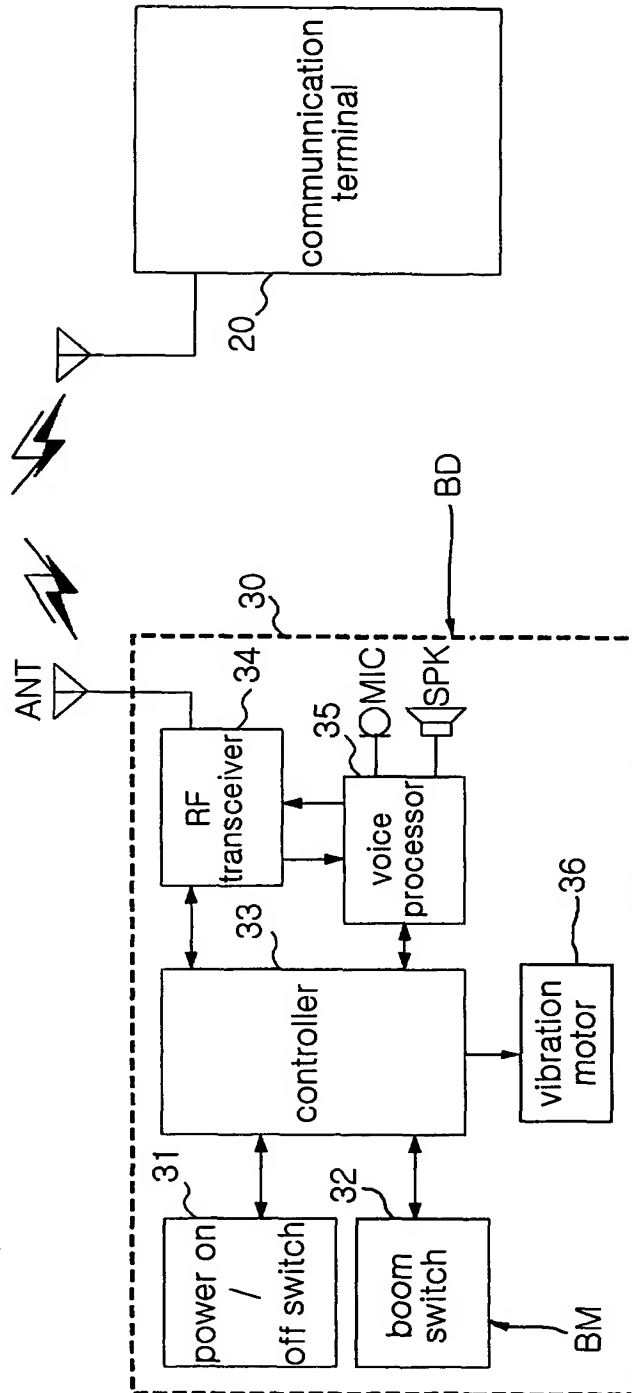 ANT
30
31
power on
/
off switch
33
controller
34
RF
transceiver
32
boom
switch
35
voice
processor
MIC
SPK
BM
36
vibration
motor
BD
20
communnication
terminal